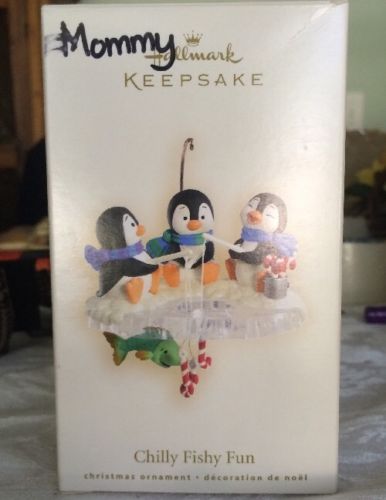 Mommy
Hallmark
KEEPSAKE
Chilly Fishy Fun
christmas ornament • décoration de noël